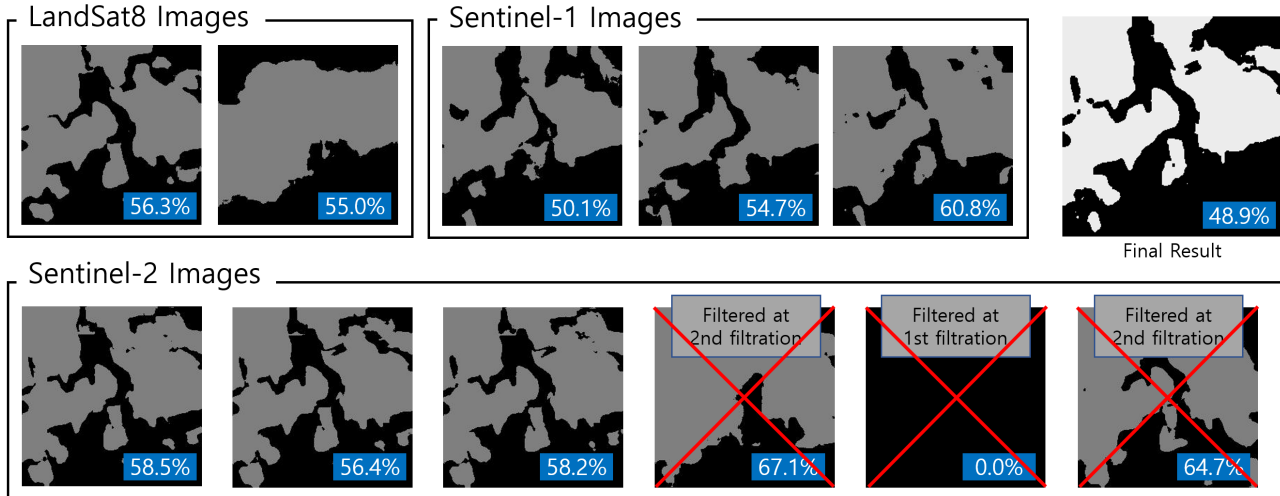 LandSat8 Images
56.3%
55.0%
Sentinel-1 Images
50.1%
54.7%
60.8%
48.9%
Final Result
Sentinel-2 Images
58.5%
56.4%
58.2%
Filtered at
2nd filtration
67.1%
Filtered at
1st filtration
0.0%
Filtered at
2nd filtration
64.7%